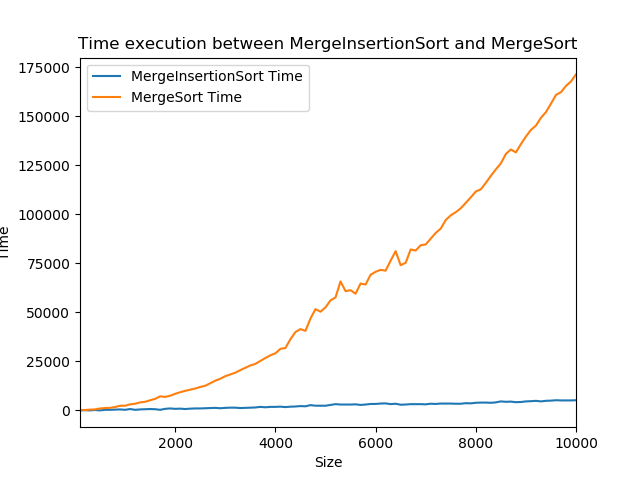 Time execution between MergeInsertionSort and MergeSort
MergeInsertionSort Time
MergeSort Time
175000
150000
125000
100000
75000
50000
25000
0
Time
2000
4000
6000
8000
10000
Size